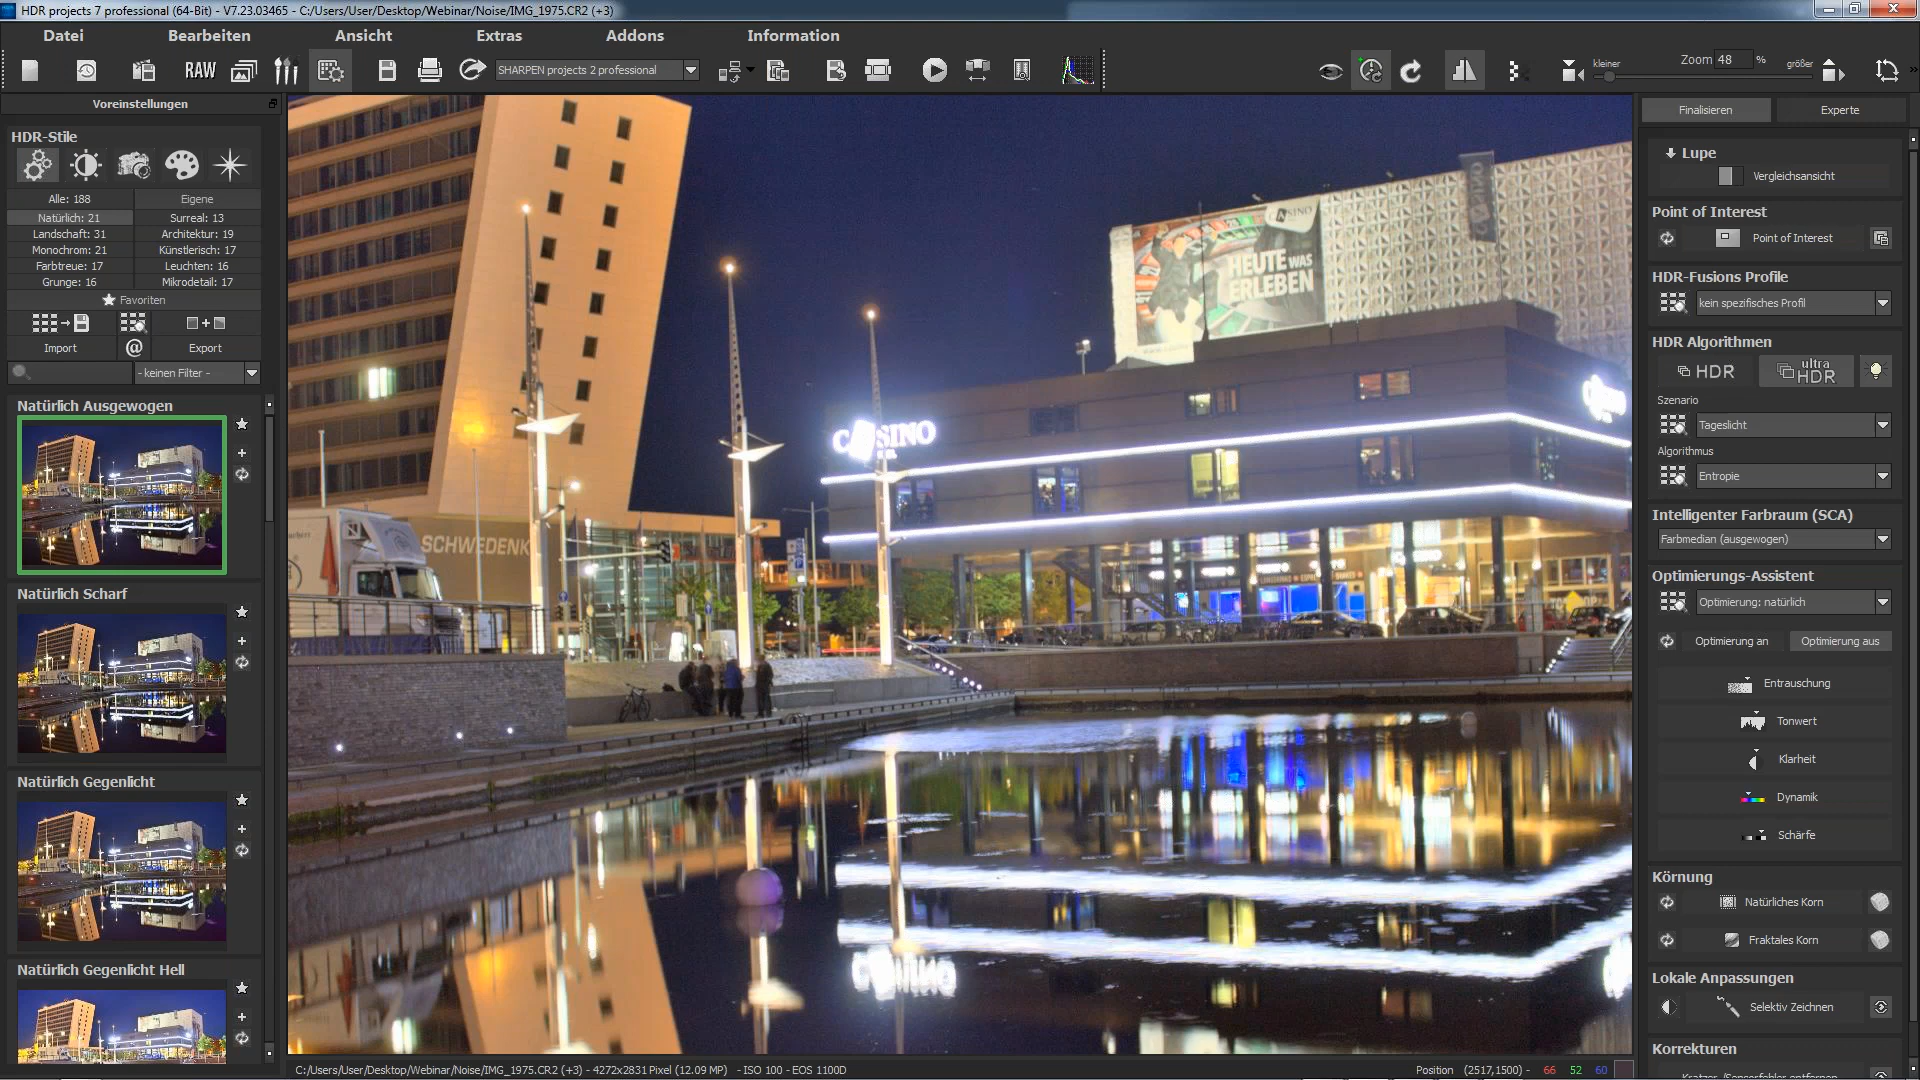 HDR projects 7 professional (64-Bit) - V7.23.03465 - C:/Users/User/Desktop/Webinar/Noise/IMG_1975.CR2 (+3)
Datei Bearbeiten Ansicht Extras Addons Information
RAW SHARPEN projects 2 professional kleiner Zoom 48 % größer
Voreinstellungen
HDR-Stile
Alle: 188 Eigene
Natürlich: 21 Surreal: 13
Landschaft: 31 Architektur: 19
Monochrom: 21 Künstlerisch: 17
Farbtreue: 17 Leuchten: 16
Grunge: 16 Mikrodetail: 17
Favoriten
Import @ Export
- keinen Filter -
Natürlich Ausgewogen
Natürlich Scharf
Natürlich Gegenlicht
Natürlich Gegenlicht Hell
CASINO
HEUTE WAS
ERLEBEN
CASINO
SCHWEDENK
Finalisieren Experte
Lupe
Vergleichsansicht
Point of Interest
Point of Interest
HDR-Fusions Profile
kein spezifisches Profil
HDR Algorithmen
HDR ultra HDR
Szenario
Tageslicht
Algorithmus
Entropie
Intelligenter Farbraum (SCA)
Farbmedian (ausgewogen)
Optimierungs-Assistent
Optimierung: natürlich
Optimierung an Optimierung aus
Entrauschung
Tonwert
Klarheit
Dynamik
Schärfe
Körnung
Natürliches Korn
Fraktales Korn
Lokale Anpassungen
Selektiv Zeichnen
Korrekturen
Kratzer-/Sensorfehler entfernen
C:/Users/User/Desktop/Webinar/Noise/IMG_1975.CR2 (+3) - 4272x2831 Pixel (12.09 MP) - ISO 100 - EOS 1100D
Position (2517,1500) - 66 52 60